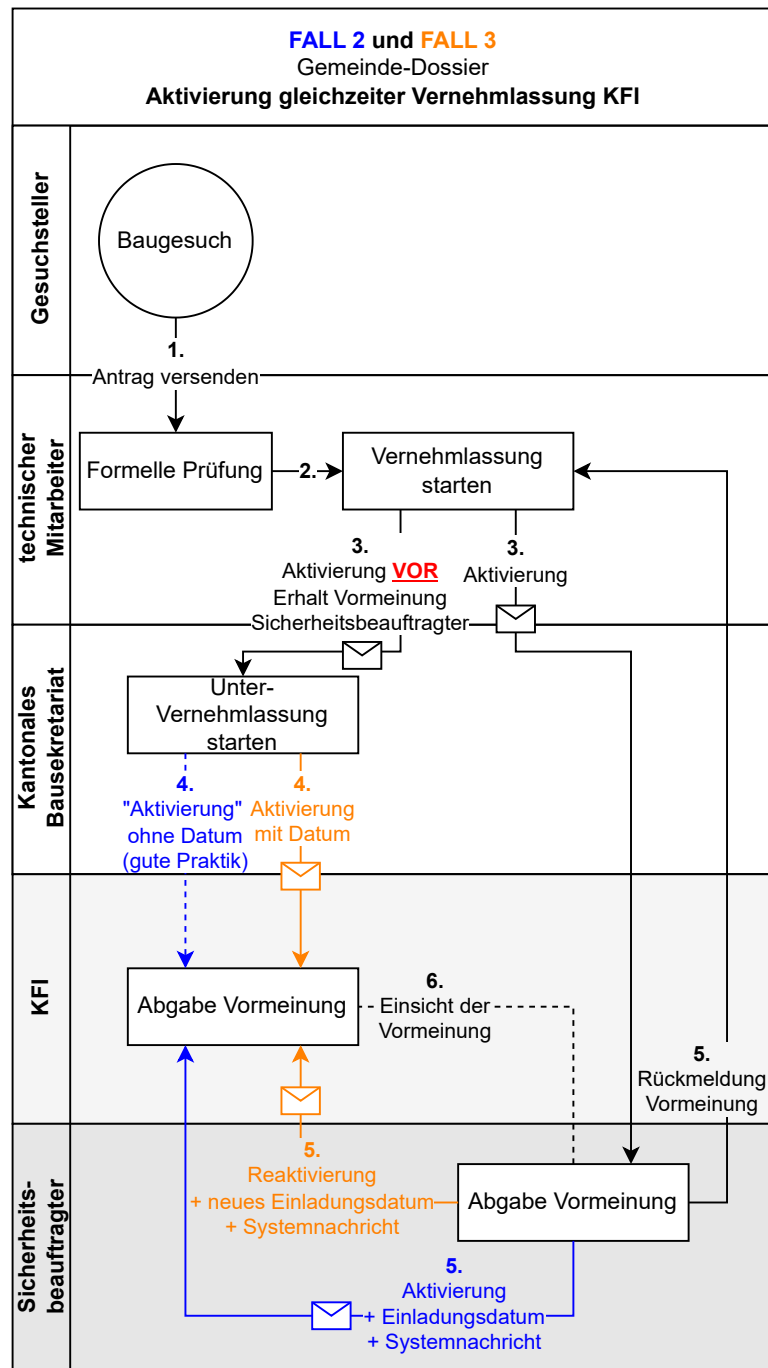 FALL 2 und FALL 3
Gemeinde-Dossier
Aktivierung gleichzeiter Vernehmlassung KFI
Gesuchsteller
Baugesuch
1.
Antrag versenden
technischer
Mitarbeiter
Formelle Prüfung
2.
Vernehmlassung
starten
3.
Aktivierung VOR
Erhalt Vormeinung
Sicherheitsbeauftragter
3.
Aktivierung
Kantonales
Bausekretariat
Unter-
Vernehmlassung
starten
4.
"Aktivierung"
ohne Datum
(gute Praktik)
4.
Aktivierung
mit Datum
KFI
Abgabe Vormeinung
6.
Einsicht der
Vormeinung
5.
Rückmeldung
Vormeinung
Sicherheits-
beauftragter
5.
Reaktivierung
+ neues Einladungsdatum
+ Systemnachricht
Abgabe Vormeinung
5.
Aktivierung
+ Einladungsdatum
+ Systemnachricht